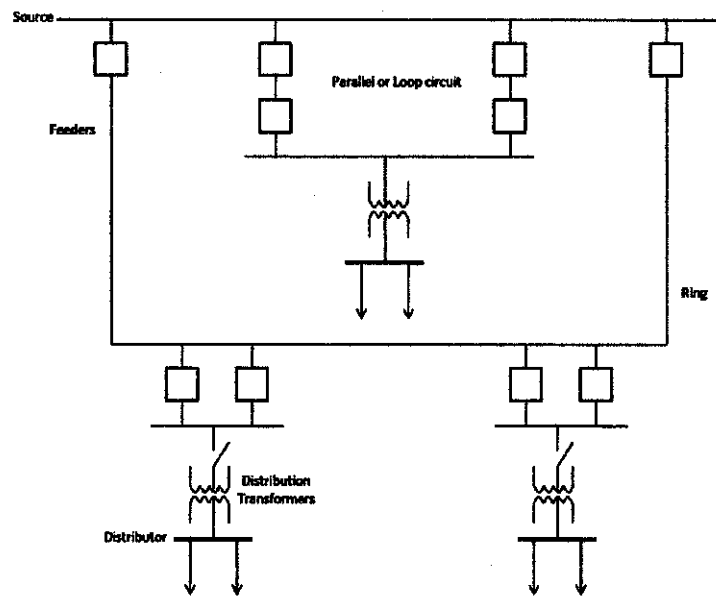 Source
Parallel or Loop circuit
Feeders
Ring
Distribution
Transformers
Distributor